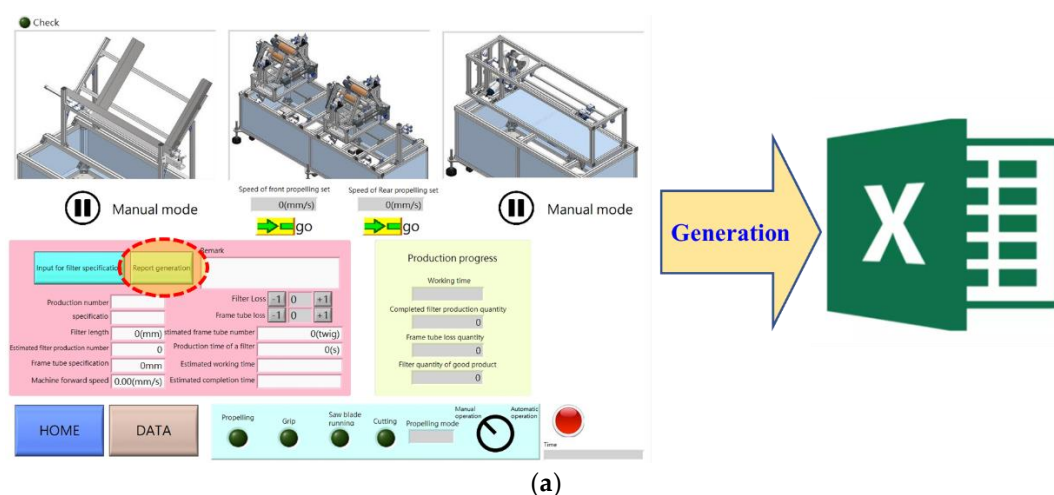 Check
Speed of front propelling set
Speed of Rear propelling set
0(mm/s)
0(mm/s)
Manual mode
go
go
Manual mode
Generation
X
Input for filter specificatio
Report generation
Remark
Production number
specificatio
Filter length
0(mm)
Estimated filter production number
0
Frame tube specification
0mm
Machine forward speed
0.00(mm/s)
Filter Loss
-1
0
+1
Frame tube loss
-1
0
+1
timated frame tube number
0(twig)
Production time of a filter
0(s)
Estimated working time
Estimated completion time
Production progress
Working time
Completed filter production quantity
0
Frame tube loss quantity
0
Filter quantity of good product
0
HOME
DATA
Propelling
Grip
Saw blade
running
Cutting
Propelling mode
Manual
operation
Automatic
operation
Time
(a)